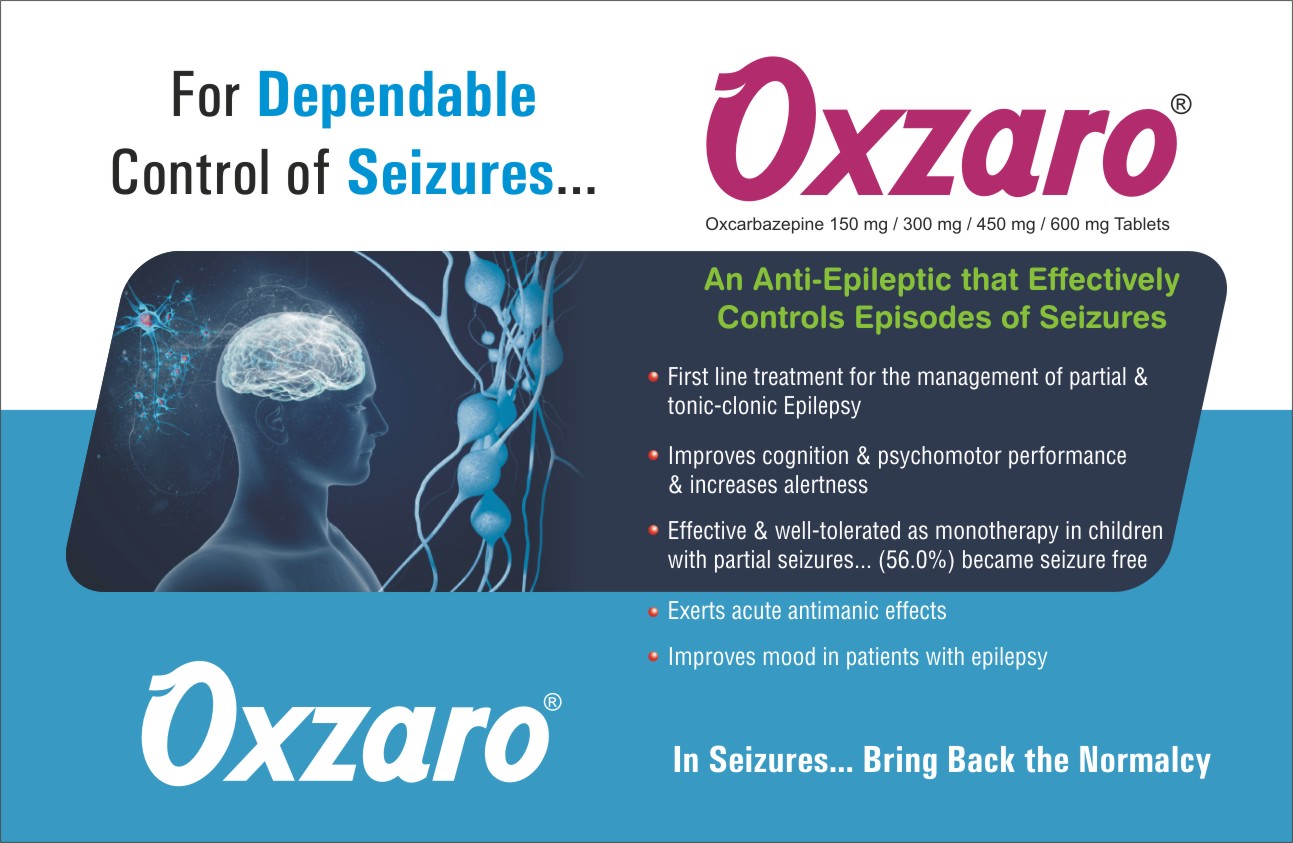 For Dependable
Control of Seizures...
Oxzaro®
Oxcarbazepine 150 mg / 300 mg / 450 mg / 600 mg Tablets
An Anti-Epileptic that Effectively
Controls Episodes of Seizures
• First line treatment for the management of partial &
tonic-clonic Epilepsy
• Improves cognition & psychomotor performance
& increases alertness
• Effective & well-tolerated as monotherapy in children
with partial seizures... (56.0%) became seizure free
• Exerts acute antimanic effects
• Improves mood in patients with epilepsy
Oxzaro®
In Seizures... Bring Back the Normalcy